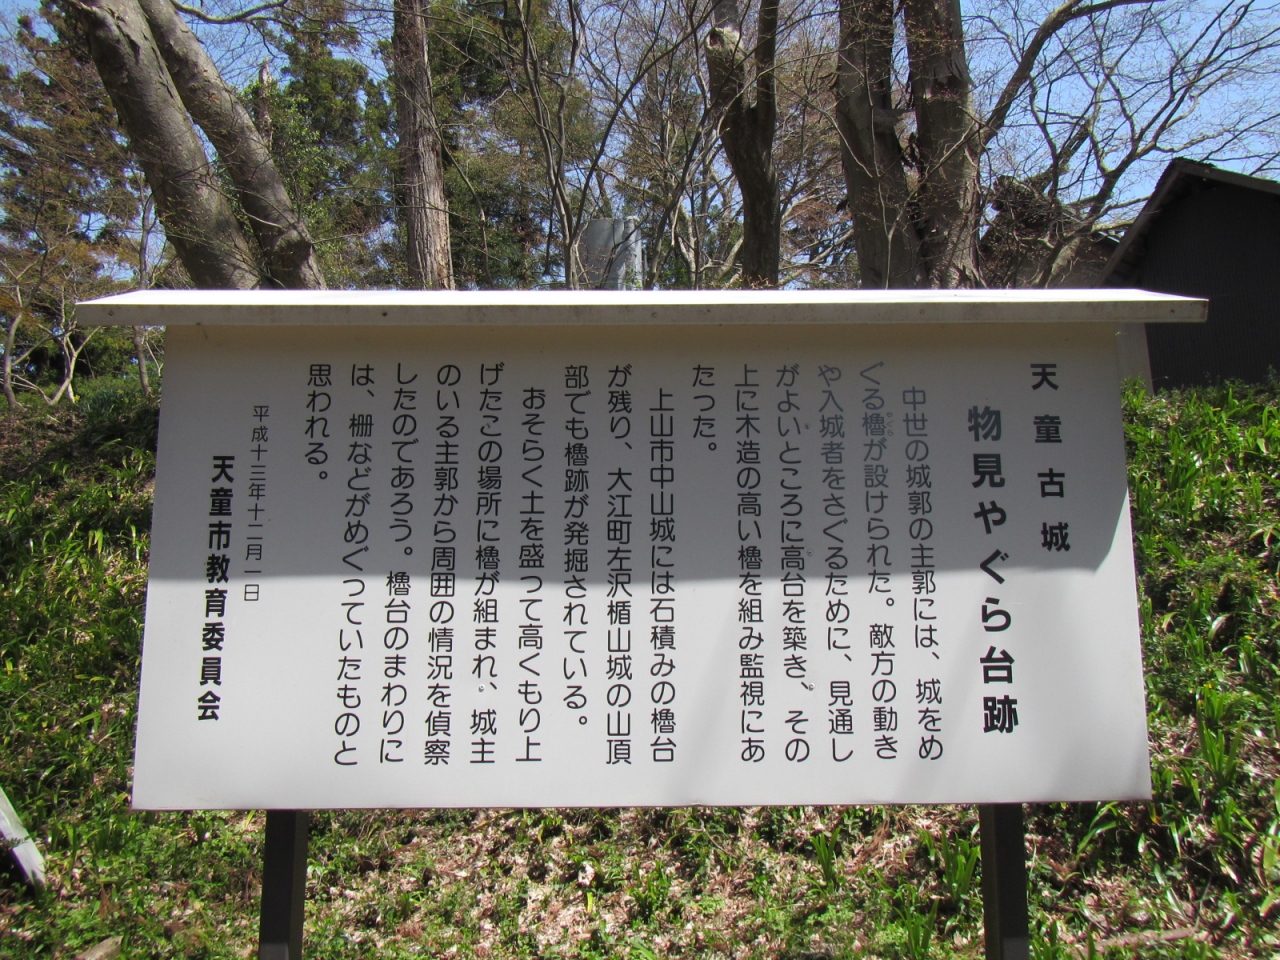 天童古城
物見やぐら台跡
中世の城郭の主郭には、城をめ
ぐる櫓が設けられた。敵方の動き
や入城者をさぐるために、見通し
がよいところに高台を築き、その
上に木造の高い櫓を組み監視にあ
たった。
上山市中山城には石積みの櫓台
が残り、大江町左沢楯山城の山頂
部でも櫓跡が発掘されている。
おそらく土を盛って高くもり上
げたこの場所に櫓が組まれ、城主
のいる主郭から周囲の情況を偵察
したのであろう。櫓台のまわりに
は、柵などがめぐっていたものと
思われる。
平成十三年十二月一日
天童市教育委員会